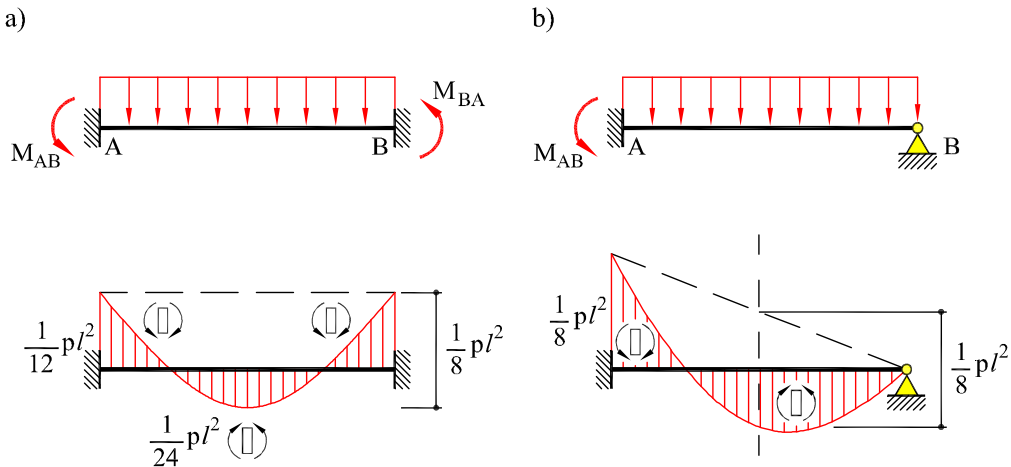 a)
b)
M_AB
A
B
M_BA
M_AB
A
B
1/12 pl²
1/8 pl²
1/24 pl²
1/8 pl²
1/8 pl²